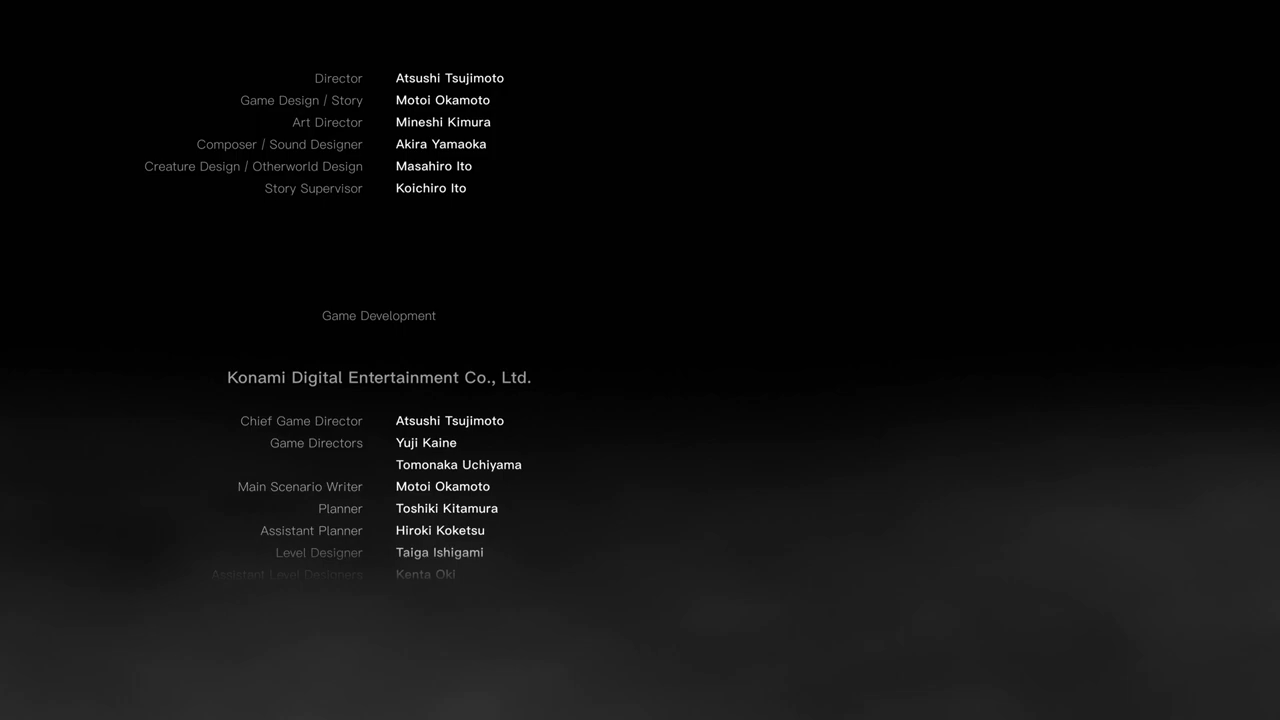 Director Atsushi Tsujimoto
Game Design / Story Motoi Okamoto
Art Director Mineshi Kimura
Composer / Sound Designer Akira Yamaoka
Creature Design / Otherworld Design Masahiro Ito
Story Supervisor Koichiro Ito
Game Development
Konami Digital Entertainment Co., Ltd.
Chief Game Director Atsushi Tsujimoto
Game Directors Yuji Kaine
Tomonaka Uchiyama
Main Scenario Writer Motoi Okamoto
Planner Toshiki Kitamura
Assistant Planner Hiroki Koketsu
Level Designer Taiga Ishigami
Assistant Level Designers Kenta Oki